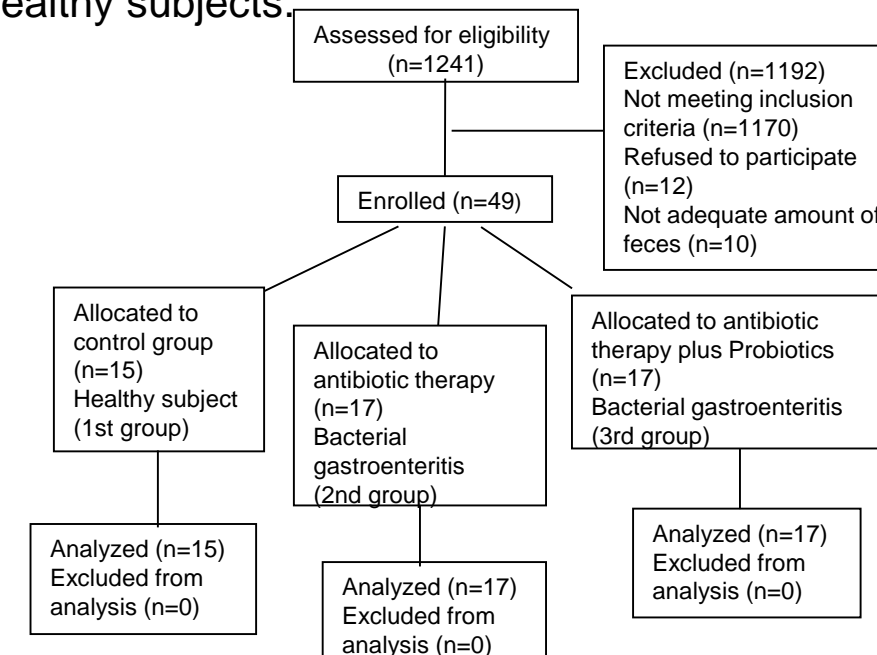 ealthy subjects.
Assessed for eligibility
(n=1241)
Excluded (n=1192)
Not meeting inclusion
criteria (n=1170)
Refused to participate
(n=12)
Not adequate amount of
feces (n=10)
Enrolled (n=49)
Allocated to
control group
(n=15)
Healthy subject
(1st group)
Allocated to
antibiotic therapy
(n=17)
Bacterial
gastroenteritis
(2nd group)
Allocated to antibiotic
therapy plus Probiotics
(n=17)
Bacterial gastroenteritis
(3rd group)
Analyzed (n=15)
Excluded from
analysis (n=0)
Analyzed (n=17)
Excluded from
analysis (n=0)
Analyzed (n=17)
Excluded from
analysis (n=0)